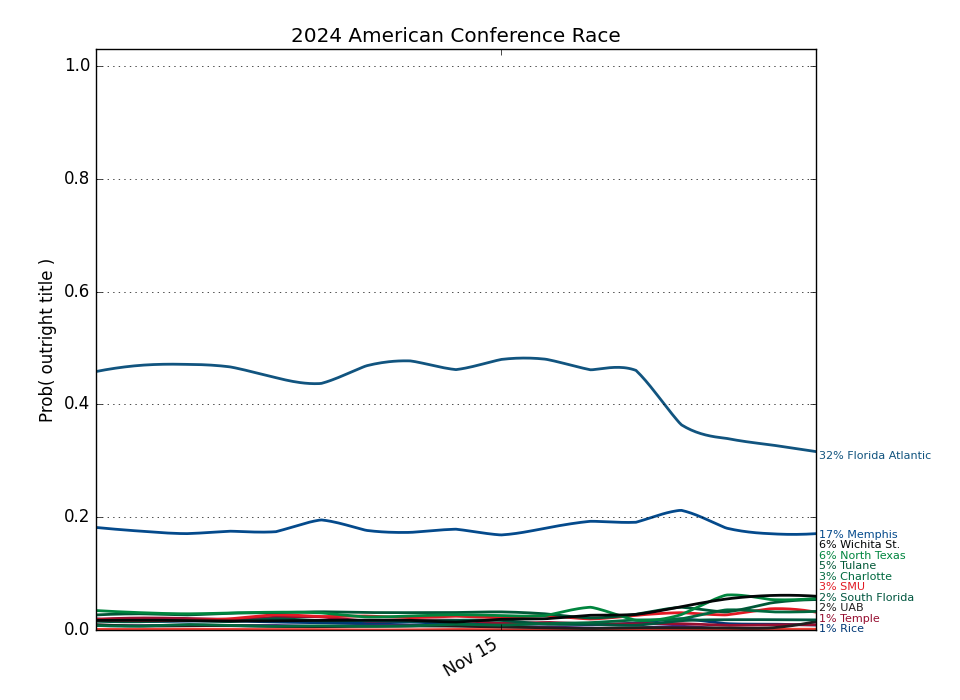 2024 American Conference Race
1.0
0.8
0.6
0.4
0.2
0.0
Prob( outright title )
Nov 15
32% Florida Atlantic
17% Memphis
6% Wichita St.
6% North Texas
5% Tulane
3% Charlotte
3% SMU
2% South Florida
2% UAB
1% Temple
1% Rice